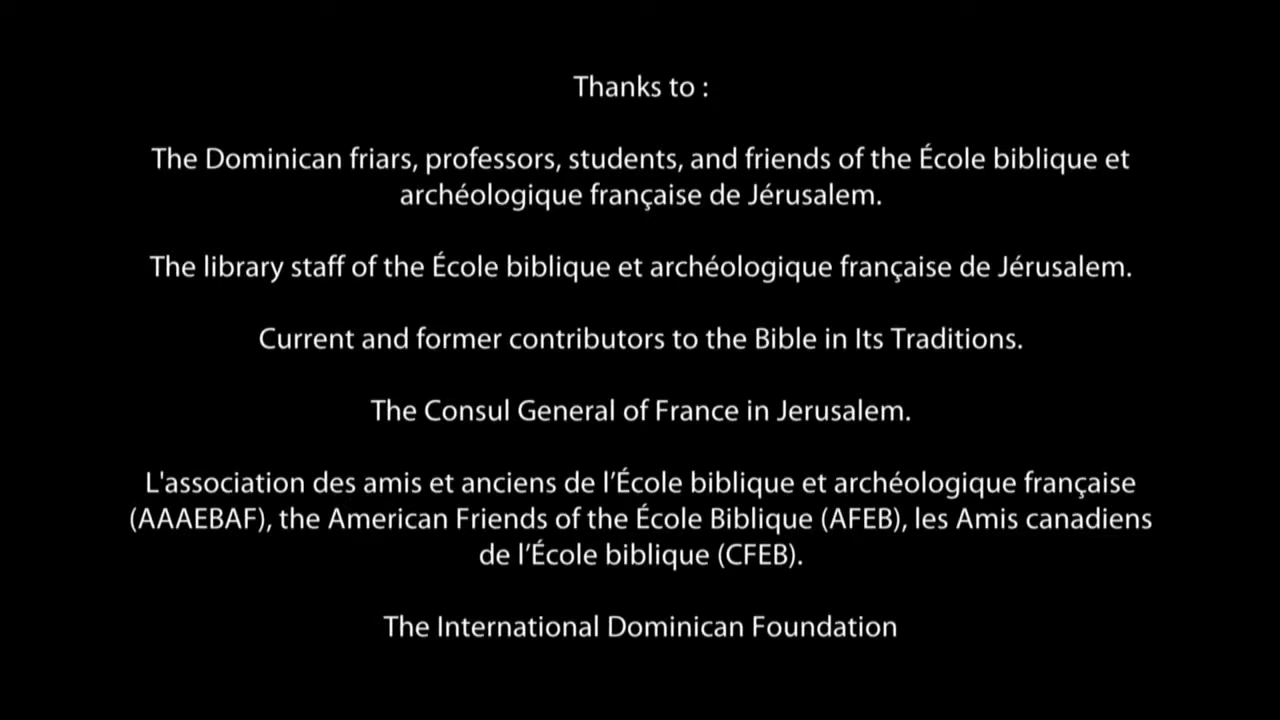 Thanks to :
The Dominican friars, professors, students, and friends of the École biblique et
archéologique française de Jérusalem.
The library staff of the École biblique et archéologique française de Jérusalem.
Current and former contributors to the Bible in Its Traditions.
The Consul General of France in Jerusalem.
L'association des amis et anciens de l’École biblique et archéologique française
(AAAEBAF), the American Friends of the École Biblique (AFEB), les Amis canadiens
de l’École biblique (CFEB).
The International Dominican Foundation